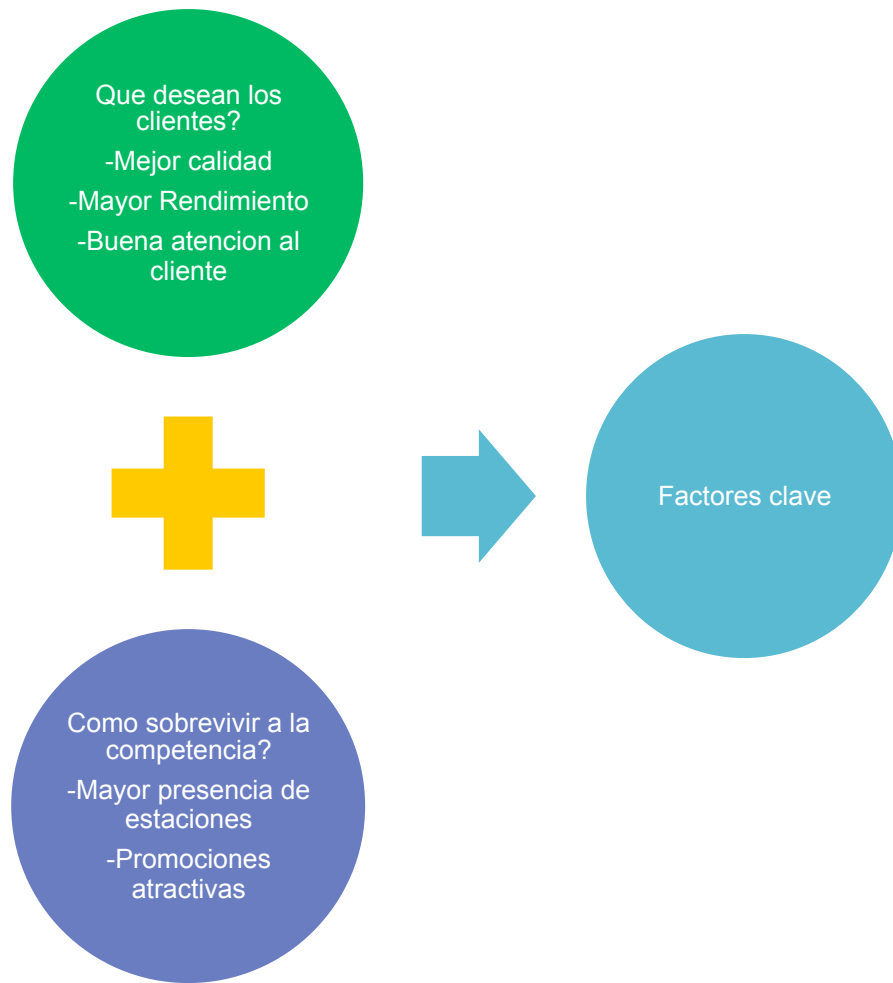 Que desean los
clientes?
-Mejor calidad
-Mayor Rendimiento
-Buena atencion al
cliente
Factores clave
Como sobrevivir a la
competencia?
-Mayor presencia de
estaciones
-Promociones
atractivas